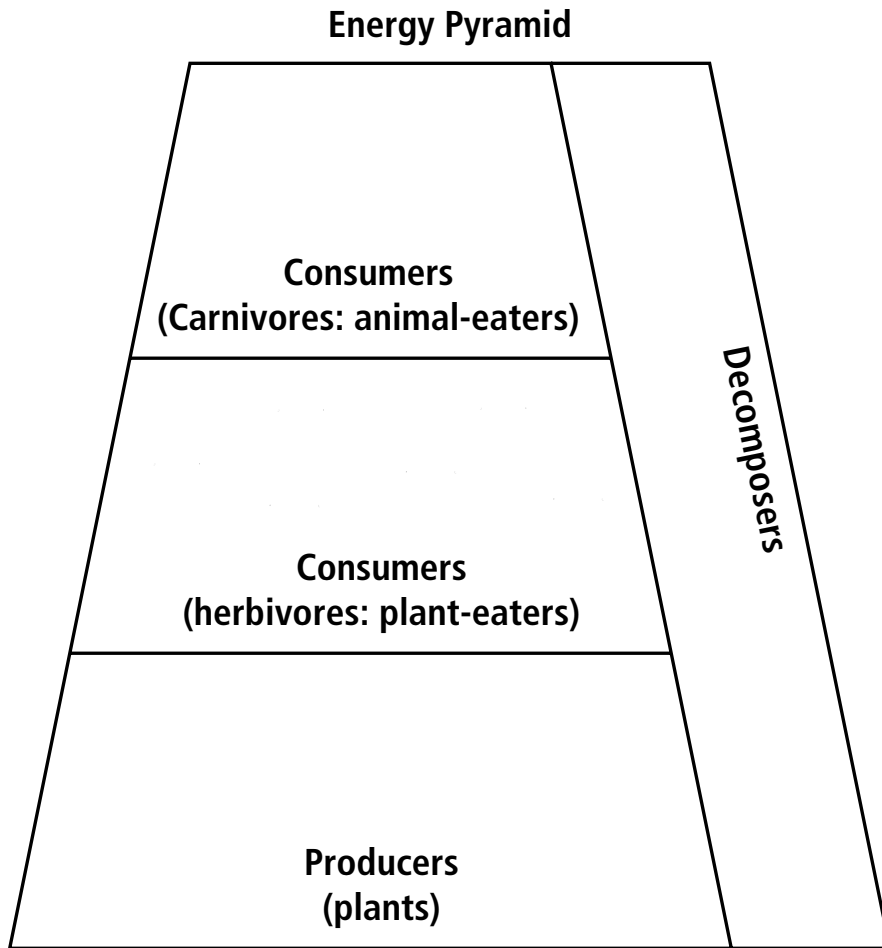 Energy Pyramid
Consumers
(Carnivores: animal-eaters)
Decomposers
Consumers
(herbivores: plant-eaters)
Producers
(plants)